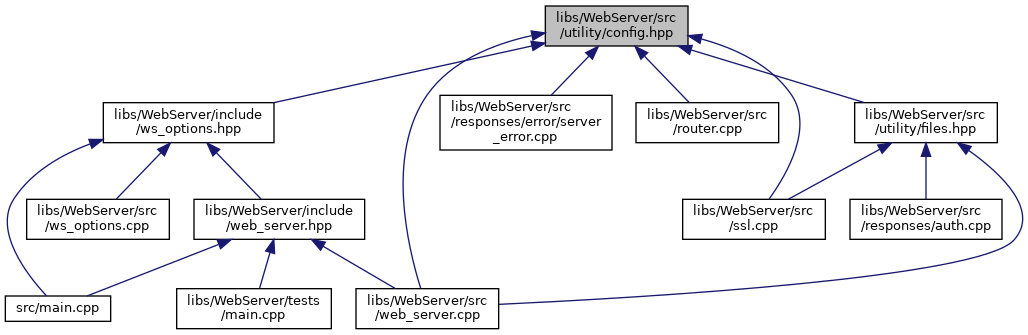 libs/WebServer/src
/utility/config.hpp
libs/WebServer/include
/ws_options.hpp
libs/WebServer/src
/responses/error/server
_error.cpp
libs/WebServer/src
/router.cpp
libs/WebServer/src
/utility/files.hpp
libs/WebServer/src
/ws_options.cpp
libs/WebServer/include
/web_server.hpp
libs/WebServer/src
/ssl.cpp
libs/WebServer/src
/responses/auth.cpp
src/main.cpp
libs/WebServer/tests
/main.cpp
libs/WebServer/src
/web_server.cpp